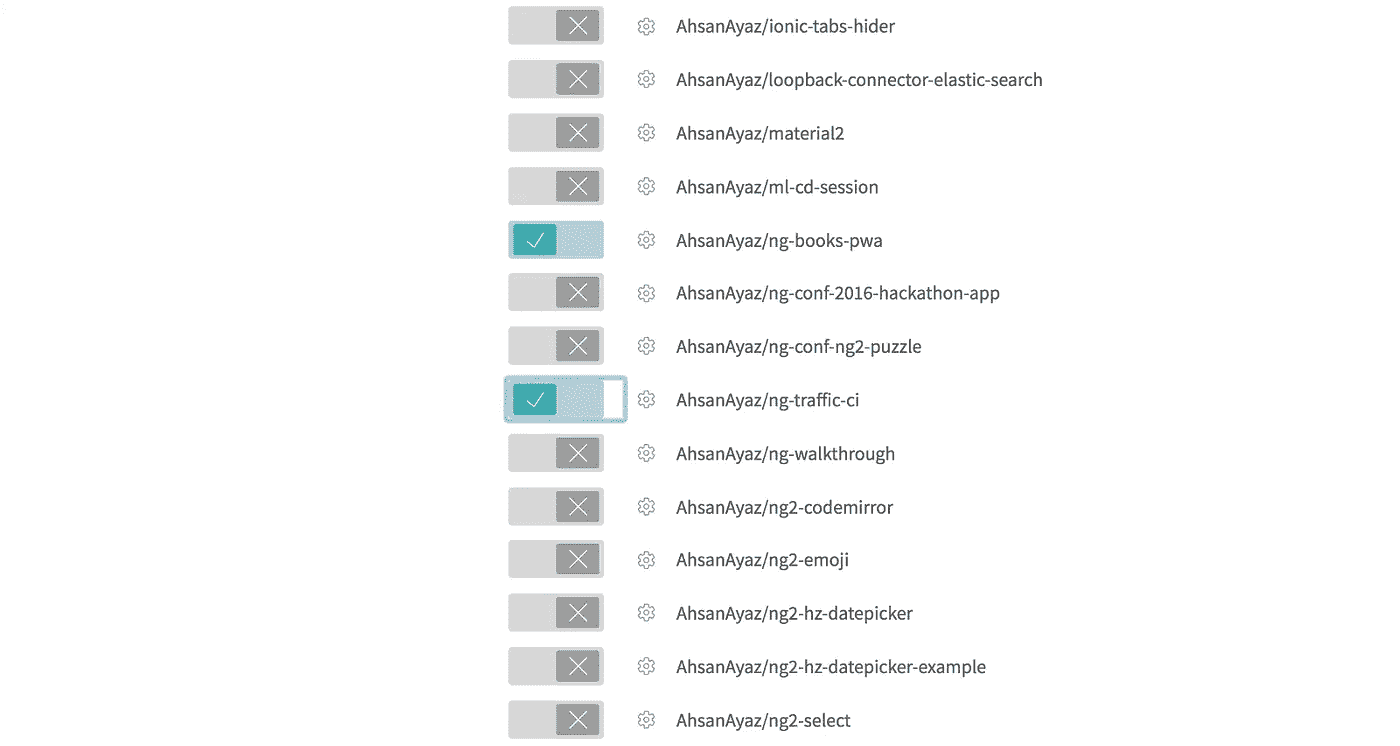 AhsanAyaz/ionic-tabs-hider
AhsanAyaz/loopback-connector-elastic-search
AhsanAyaz/material2
AhsanAyaz/ml-cd-session
AhsanAyaz/ng-books-pwa
AhsanAyaz/ng-conf-2016-hackathon-app
AhsanAyaz/ng-conf-ng2-puzzle
AhsanAyaz/ng-traffic-ci
AhsanAyaz/ng-walkthrough
AhsanAyaz/ng2-codemirror
AhsanAyaz/ng2-emoji
AhsanAyaz/ng2-hz-datepicker
AhsanAyaz/ng2-hz-datepicker-example
AhsanAyaz/ng2-select